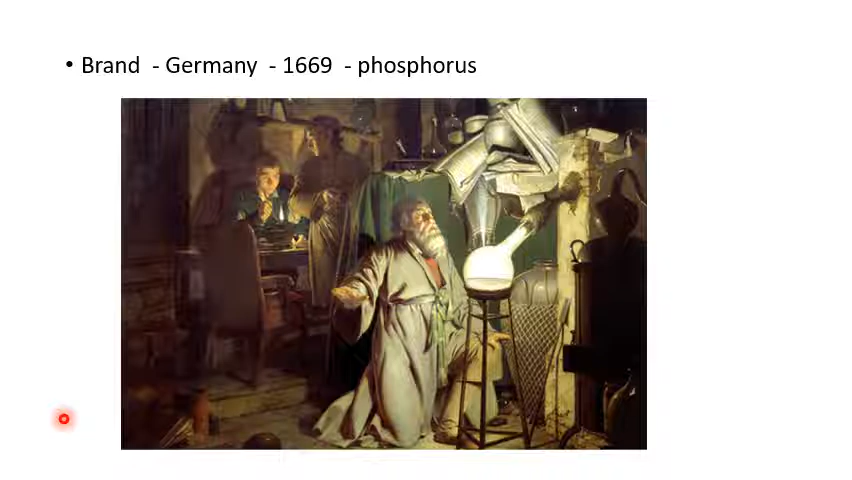 • Brand - Germany - 1669 - phosphorus